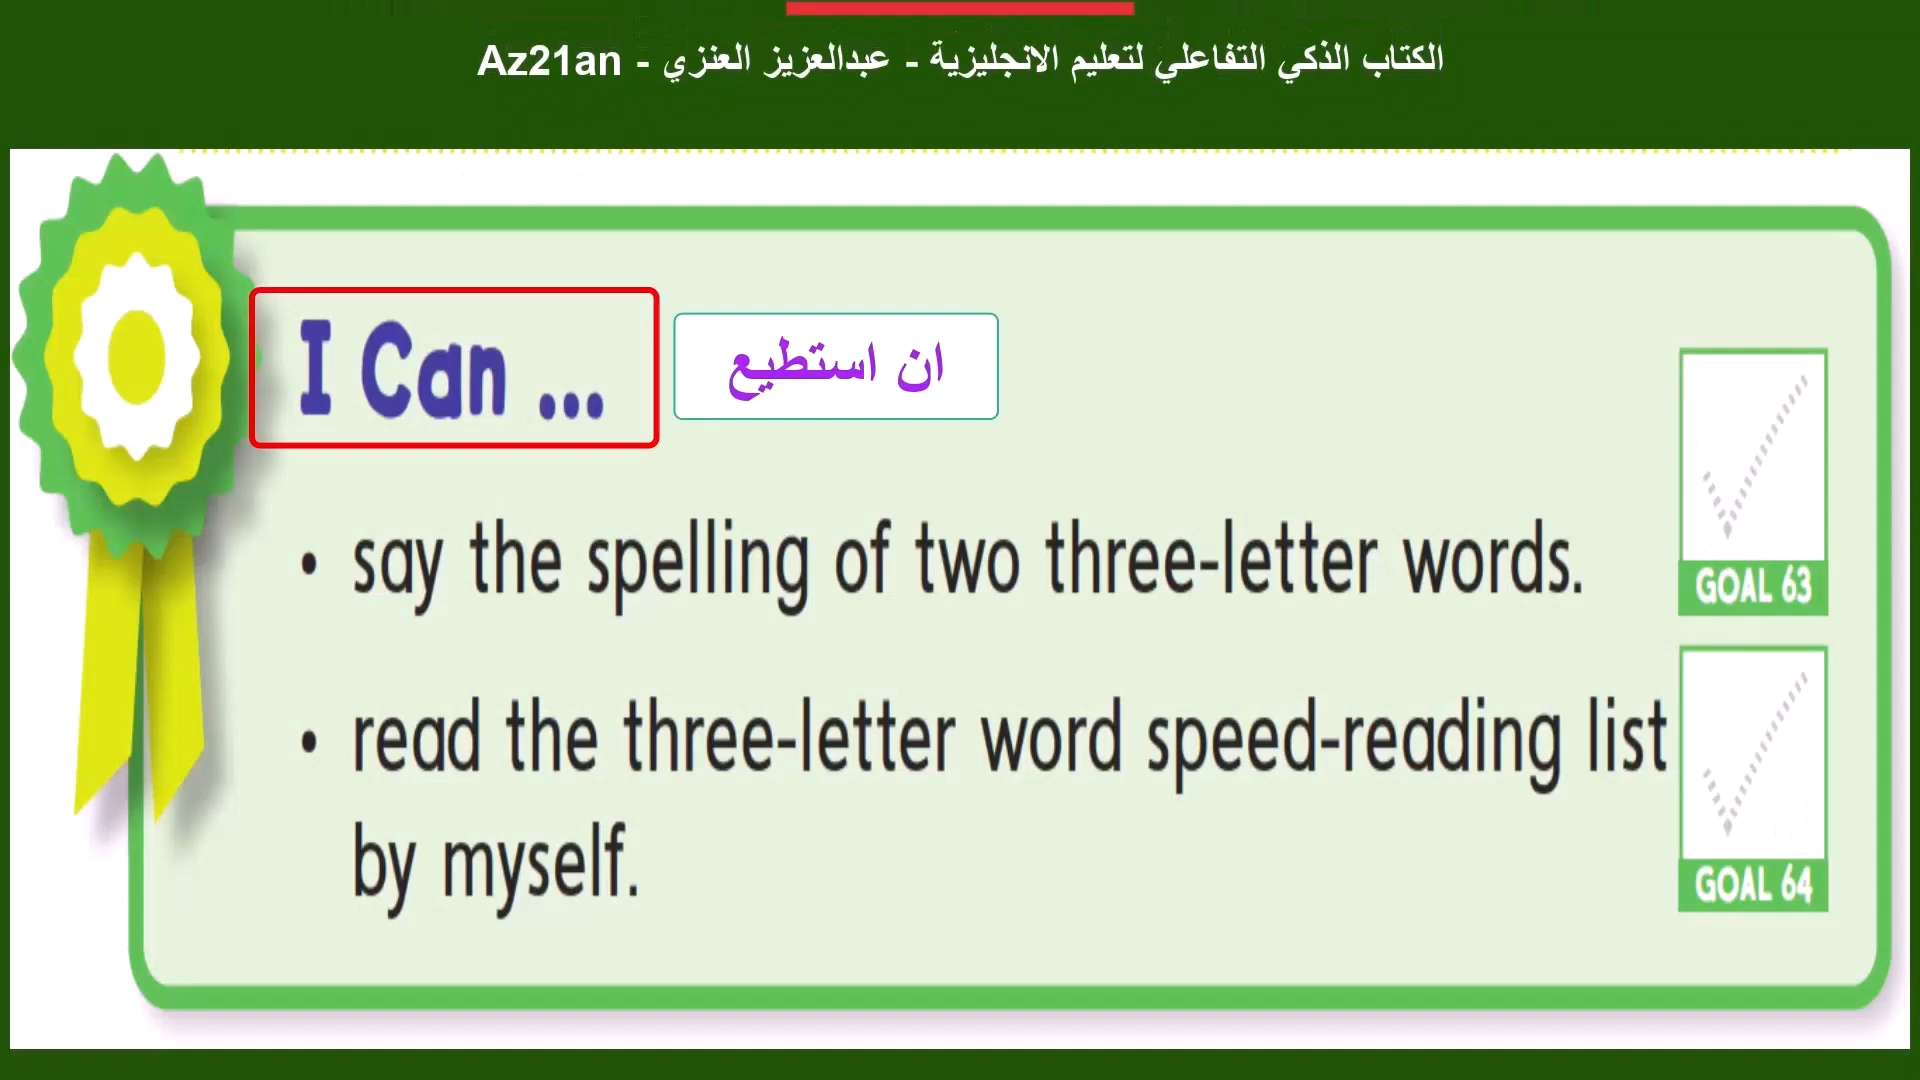 الكتاب الذكي التفاعلي لتعليم الانجليزية - عبدالعزيز العنزي - Az21an
I Can ...
ان استطيع
• say the spelling of two three-letter words.
GOAL 63
• read the three-letter word speed-reading list
by myself.
GOAL 64